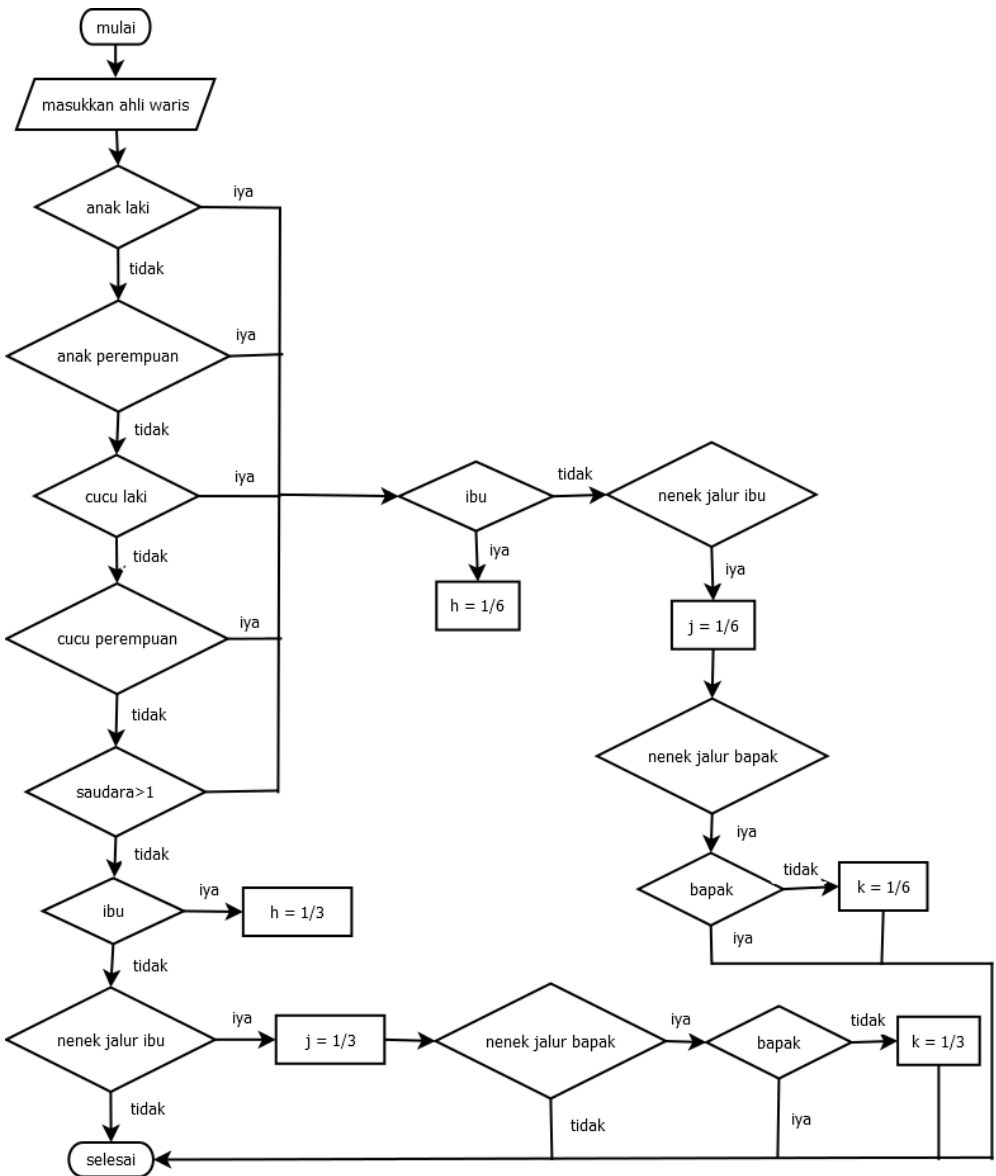 mulai
masukkan ahli waris
anak laki
iya
tidak
anak perempuan
iya
tidak
cucu laki
iya
tidak
cucu perempuan
iya
tidak
saudara>1
tidak
ibu
iya
h = 1/3
tidak
nenek jalur ibu
iya
j = 1/3
nenek jalur bapak
iya
bapak
tidak
k = 1/3
tidak
tidak
iya
selesai
ibu
tidak
nenek jalur ibu
iya
h = 1/6
iya
j = 1/6
nenek jalur bapak
iya
bapak
tidak
k = 1/6
iya